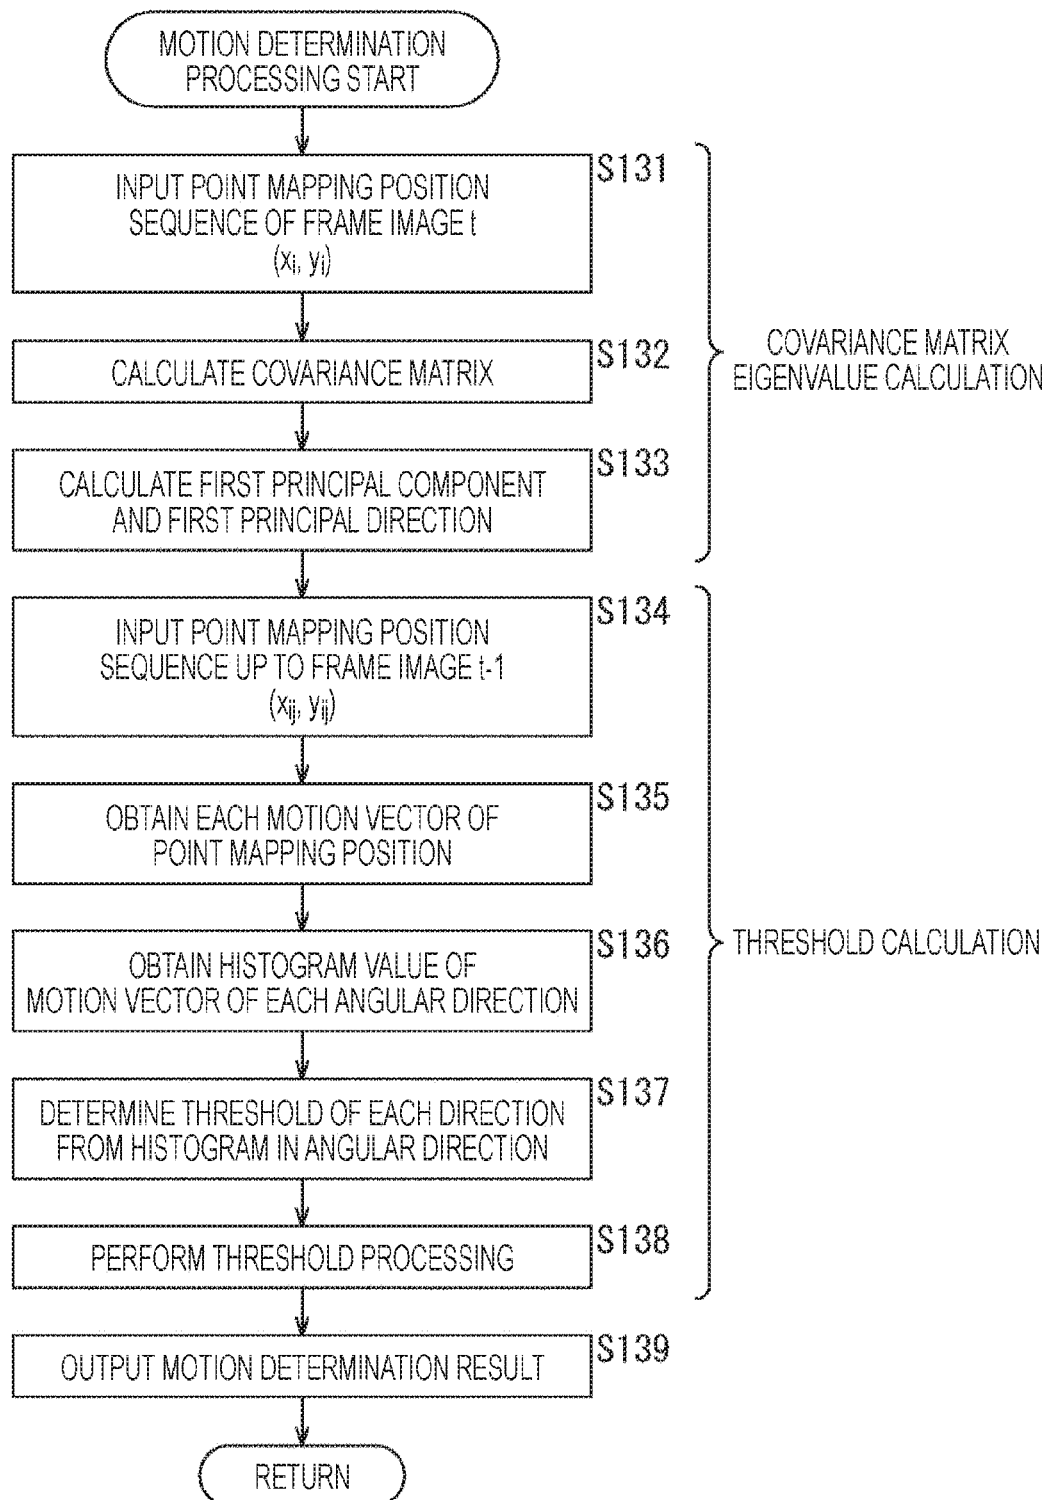 MOTION DETERMINATION
PROCESSING START
S131
INPUT POINT MAPPING POSITION
SEQUENCE OF FRAME IMAGE t
(xi, yi)
S132
CALCULATE COVARIANCE MATRIX
S133
CALCULATE FIRST PRINCIPAL COMPONENT
AND FIRST PRINCIPAL DIRECTION
COVARIANCE MATRIX
EIGENVALUE CALCULATION
S134
INPUT POINT MAPPING POSITION
SEQUENCE UP TO FRAME IMAGE t-1
(xij, yij)
S135
OBTAIN EACH MOTION VECTOR OF
POINT MAPPING POSITION
S136
OBTAIN HISTOGRAM VALUE OF
MOTION VECTOR OF EACH ANGULAR DIRECTION
S137
DETERMINE THRESHOLD OF EACH DIRECTION
FROM HISTOGRAM IN ANGULAR DIRECTION
S138
PERFORM THRESHOLD PROCESSING
THRESHOLD CALCULATION
S139
OUTPUT MOTION DETERMINATION RESULT
RETURN